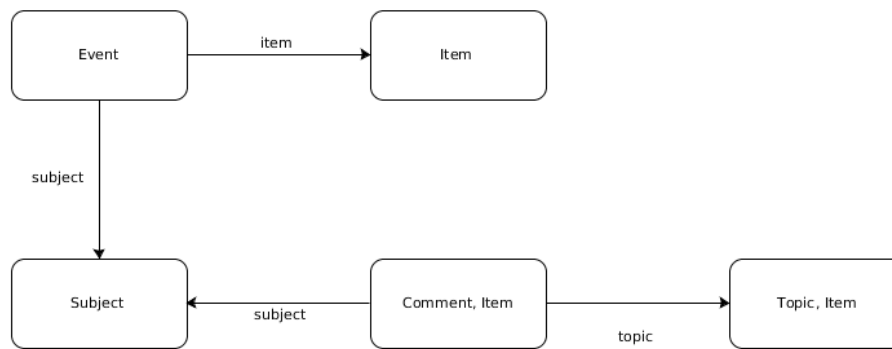 Event
item
Item
subject
Subject
subject
Comment, Item
topic
Topic, Item